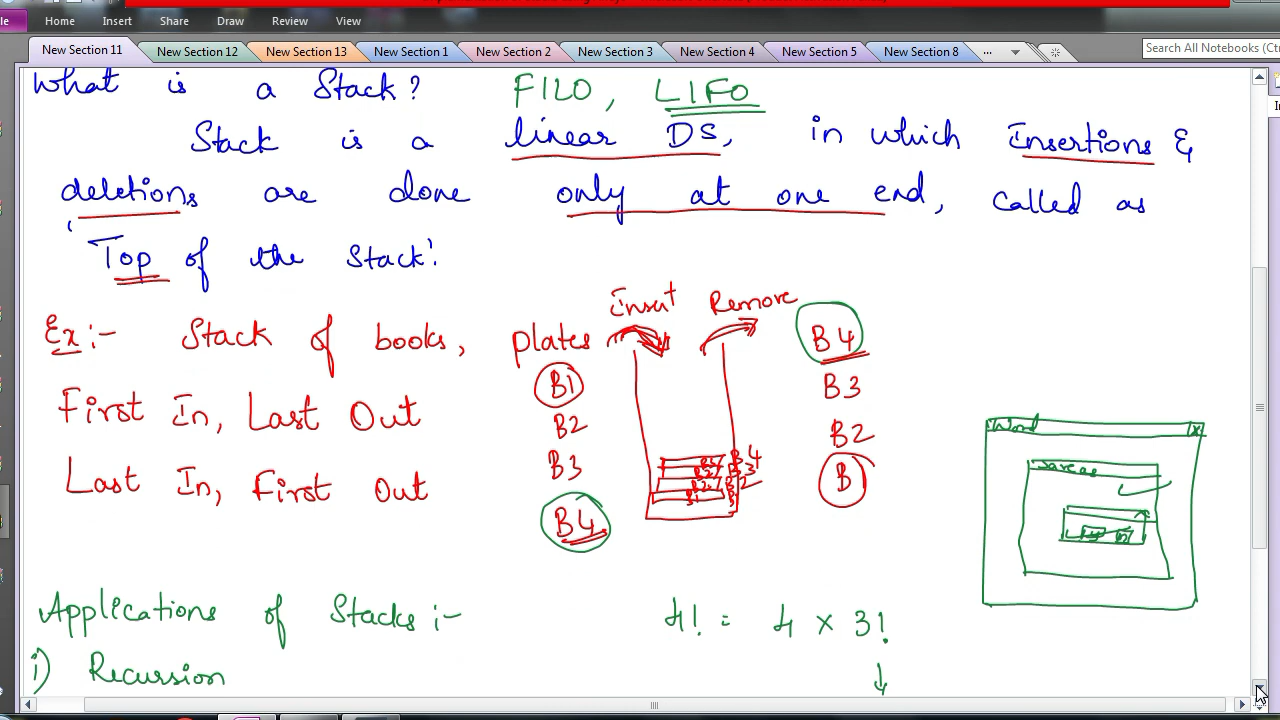 Home Insert Share Draw Review View
New Section 11 New Section 12 New Section 13 New Section 1 New Section 2 New Section 3 New Section 4 New Section 5 New Section 8 ...
Search All Notebooks (Ct
What is a Stack? FILO, LIFO
Stack is a linear DS, in which Insertions &
deletions are done only at one end, called as
'Top of the Stack'.
Insert Remove
Ex:- Stack of books, plates
First In, Last Out
Last In, First Out
B1
B2
B3
B4
B4
B3
B2
B
Word X
Save as
Applications of Stacks :-
4! = 4 x 3!
i) Recursion